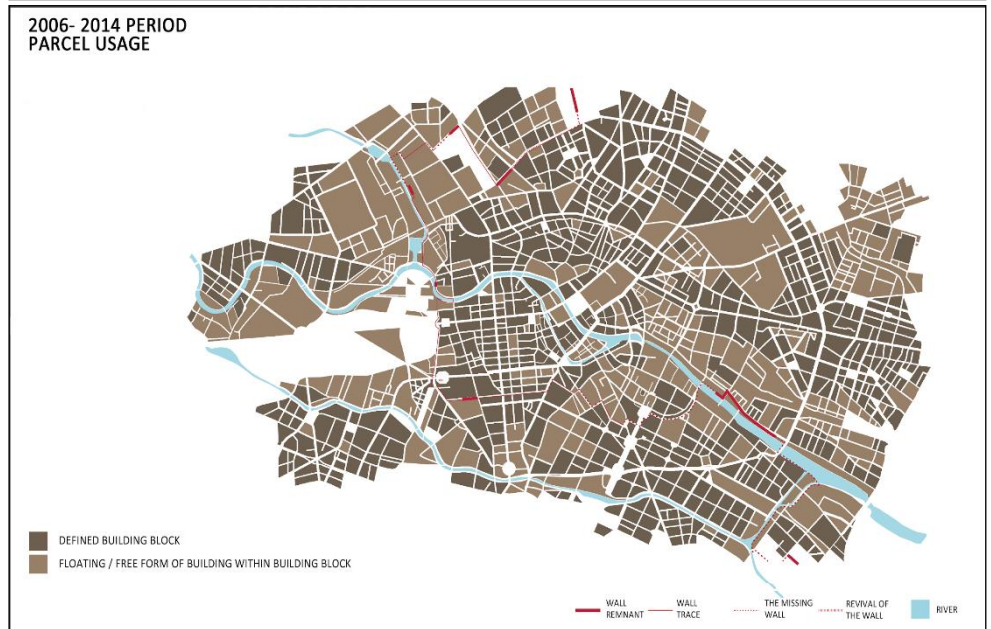 2006- 2014 PERIOD
PARCEL USAGE
DEFINED BUILDING BLOCK
FLOATING / FREE FORM OF BUILDING WITHIN BUILDING BLOCK
WALL
REMNANT
WALL
TRACE
THE MISSING
WALL
REVIVAL OF
THE WALL
RIVER